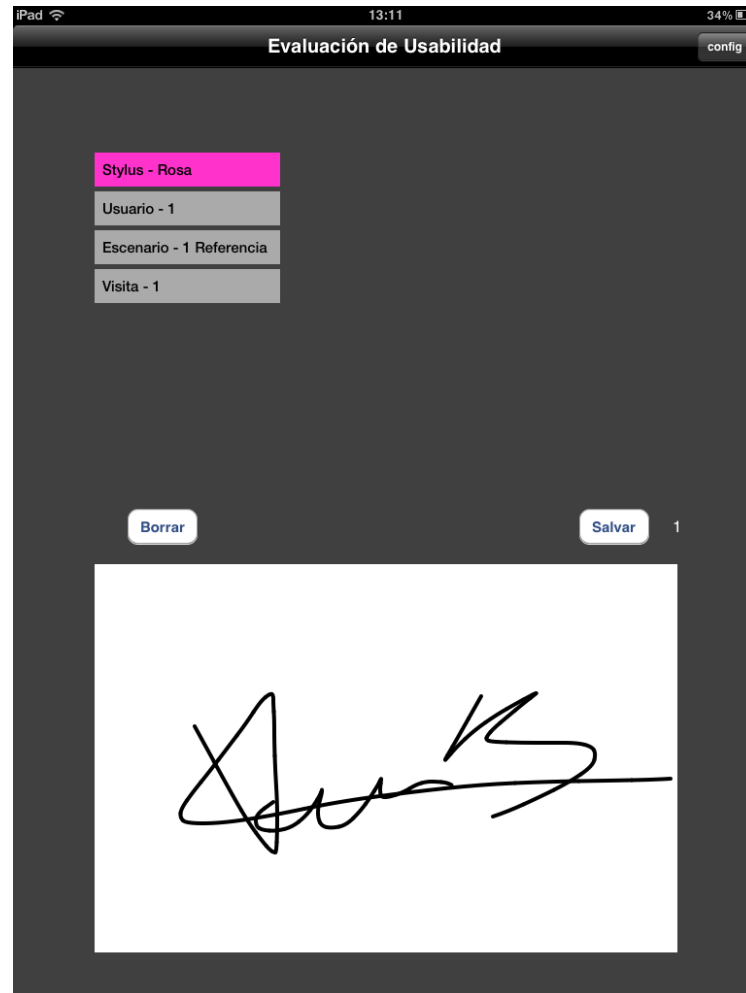 iPad 13:11 34%
Evaluación de Usabilidad config
Stylus - Rosa
Usuario - 1
Escenario - 1 Referencia
Visita - 1
Borrar Salvar 1